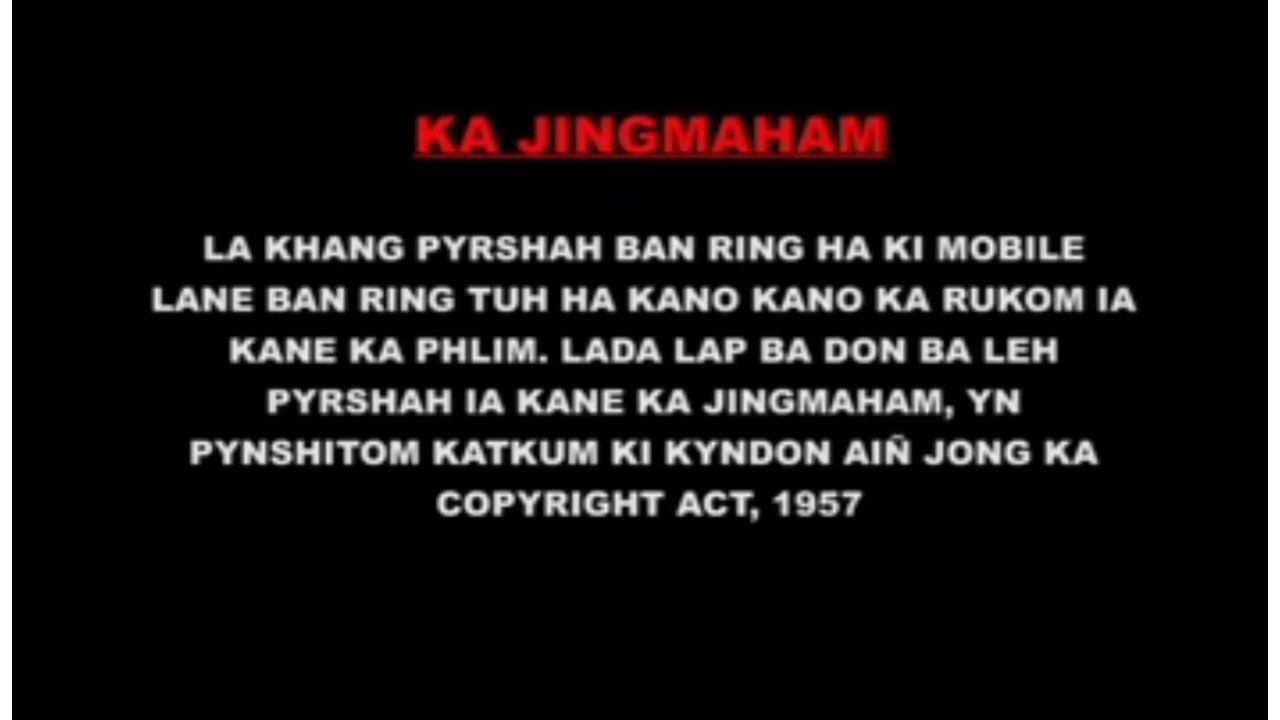 KA JINGMAHAM
LA KHANG PYRSHAH BAN RING HA KI MOBILE
LANE BAN RING TUH HA KANO KANO KA RUKOM IA
KANE KA PHLIM. LADA LAP BA DON BA LEH
PYRSHAH IA KANE KA JINGMAHAM, YN
PYNSHITOM KATKUM KI KYNDON AIÑ JONG KA
COPYRIGHT ACT, 1957